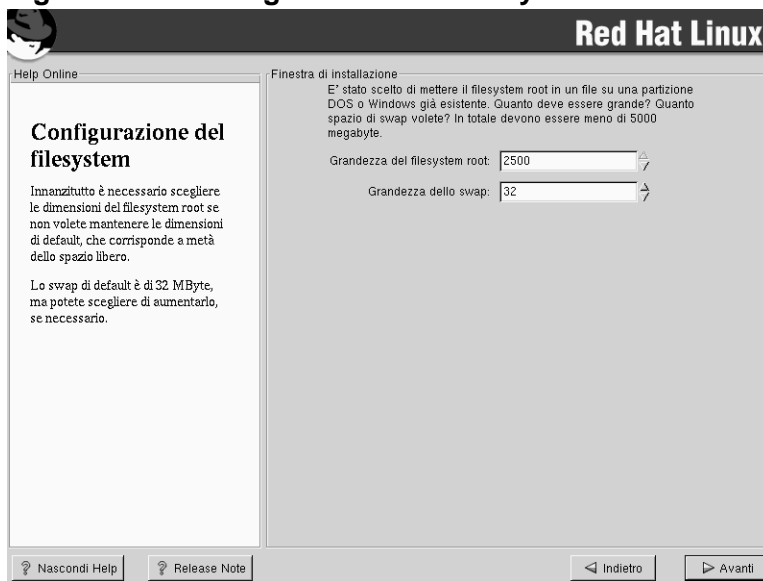 Red Hat Linux
Help Online
Configurazione del
filesystem
Innanzitutto è necessario scegliere
le dimensioni del filesystem root se
non volete mantenere le dimensioni
di default, che corrisponde a metà
dello spazio libero.
Lo swap di default è di 32 MByte,
ma potete scegliere di aumentarlo,
se necessario.
Finestra di installazione
E' stato scelto di mettere il filesystem root in un file su una partizione
DOS o Windows già esistente. Quanto deve essere grande? Quanto
spazio di swap volete? In totale devono essere meno di 5000
megabyte.
Grandezza del filesystem root: 2500
Grandezza dello swap: 32
Nascondi Help
Release Note
Indietro
Avanti